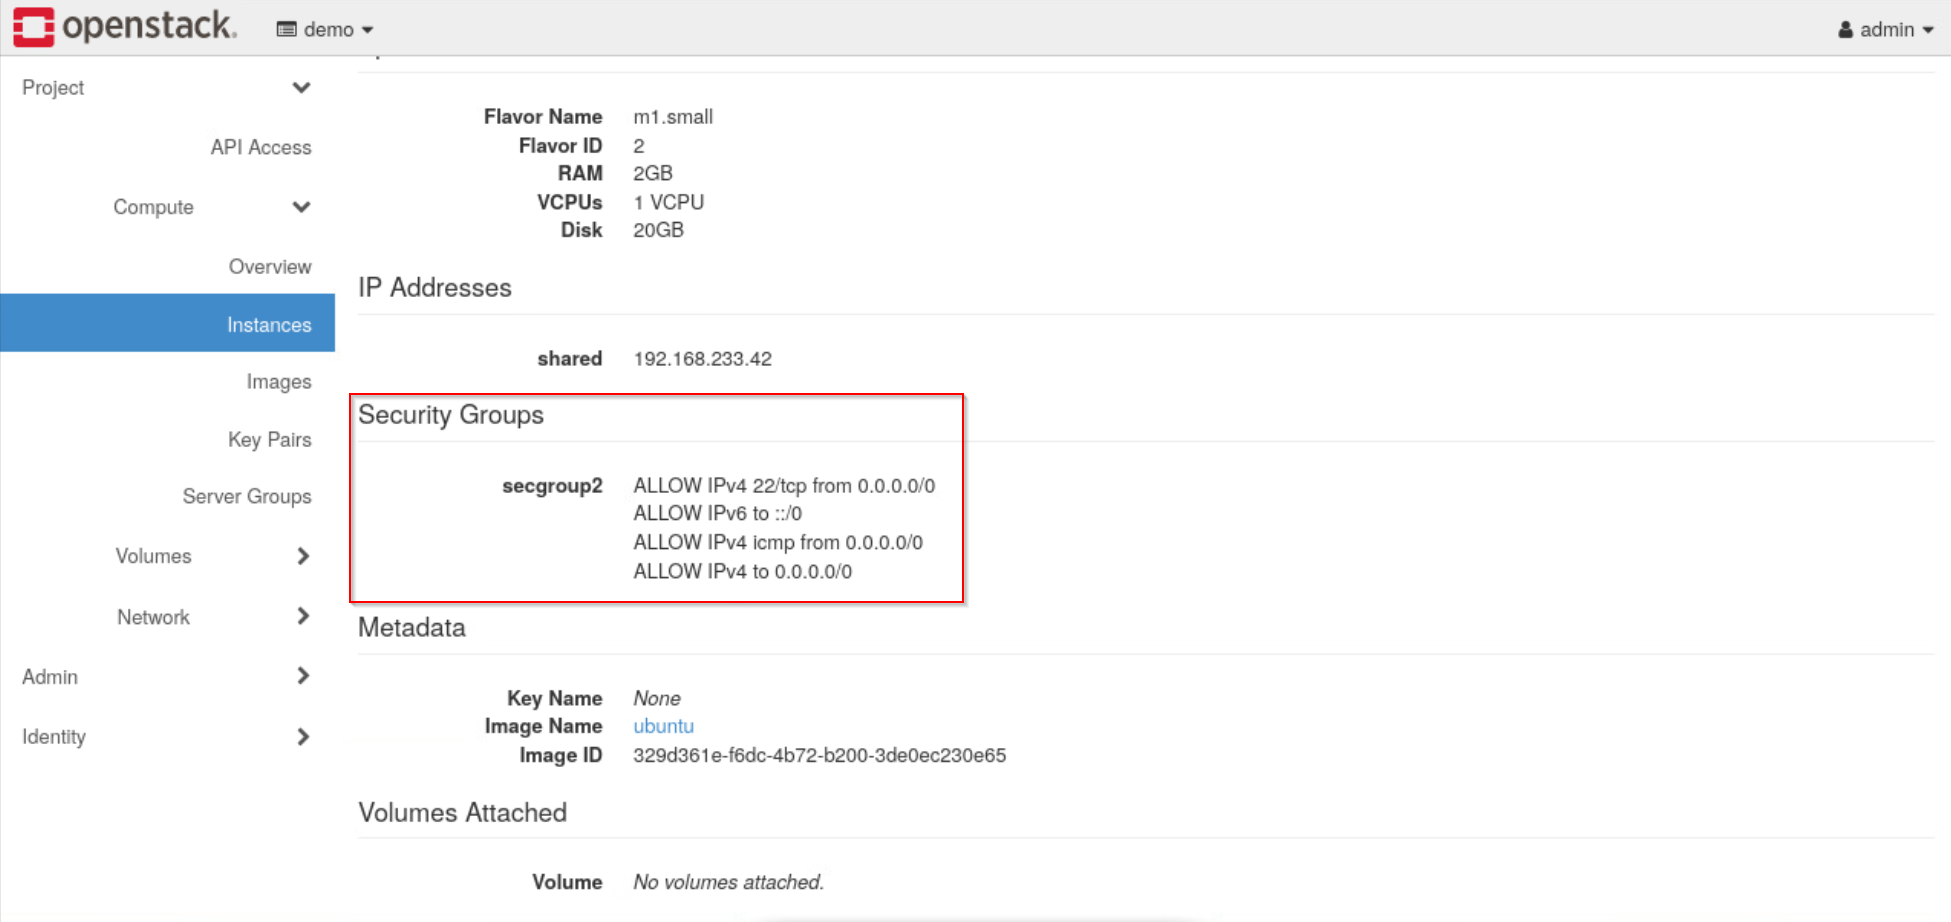 openstack.
demo
admin
Project
API Access
Compute
Overview
Instances
Images
Key Pairs
Server Groups
Volumes
Network
Admin
Identity
Flavor Name m1.small
Flavor ID 2
RAM 2GB
VCPUs 1 VCPU
Disk 20GB
IP Addresses
shared 192.168.233.42
Security Groups
secgroup2 ALLOW IPv4 22/tcp from 0.0.0.0/0
ALLOW IPv6 to ::/0
ALLOW IPv4 icmp from 0.0.0.0/0
ALLOW IPv4 to 0.0.0.0/0
Metadata
Key Name None
Image Name ubuntu
Image ID 329d361e-f6dc-4b72-b200-3de0ec230e65
Volumes Attached
Volume No volumes attached.